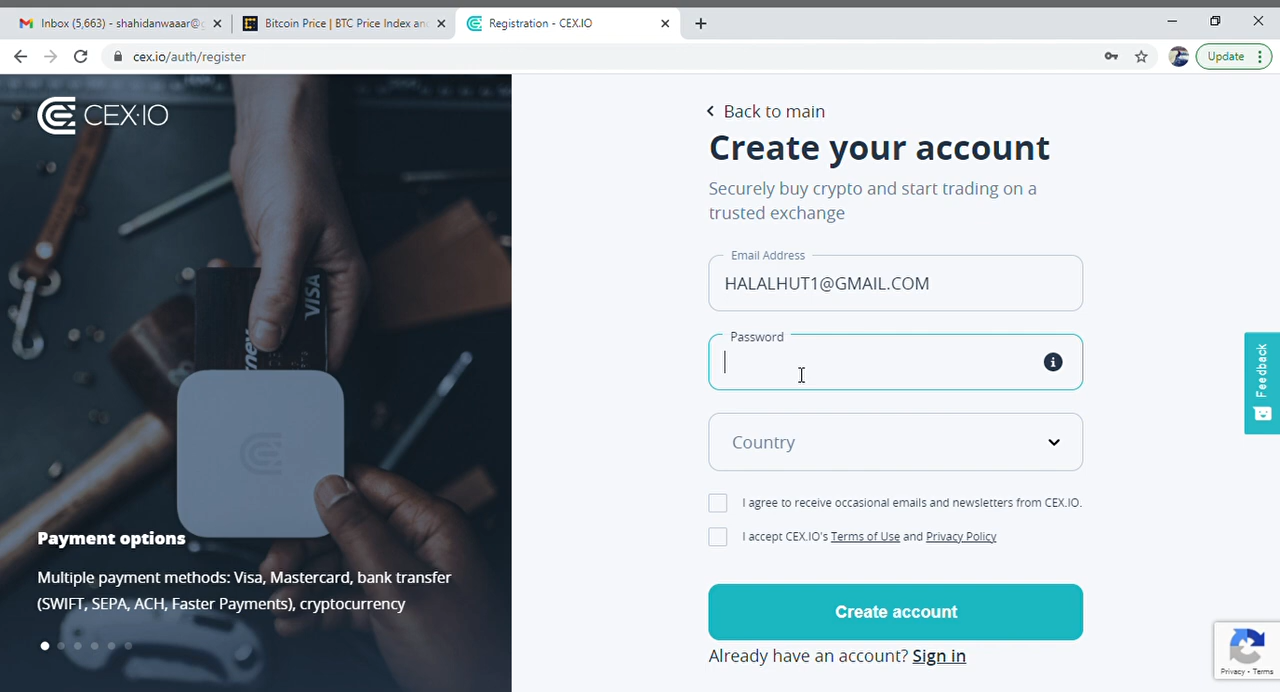 Inbox (5,663) - shahidanwaaar@g
Bitcoin Price | BTC Price Index an
Registration - CEX.IO
cex.io/auth/register
Update
CEX.IO
VISA
Payment options
Multiple payment methods: Visa, Mastercard, bank transfer
(SWIFT, SEPA, ACH, Faster Payments), cryptocurrency
Back to main
Create your account
Securely buy crypto and start trading on a
trusted exchange
Email Address
HALALHUT1@GMAIL.COM
Password
Country
I agree to receive occasional emails and newsletters from CEX.IO.
I accept CEX.IO's Terms of Use and Privacy Policy
Create account
Already have an account? Sign in
Feedback
Privacy - Terms